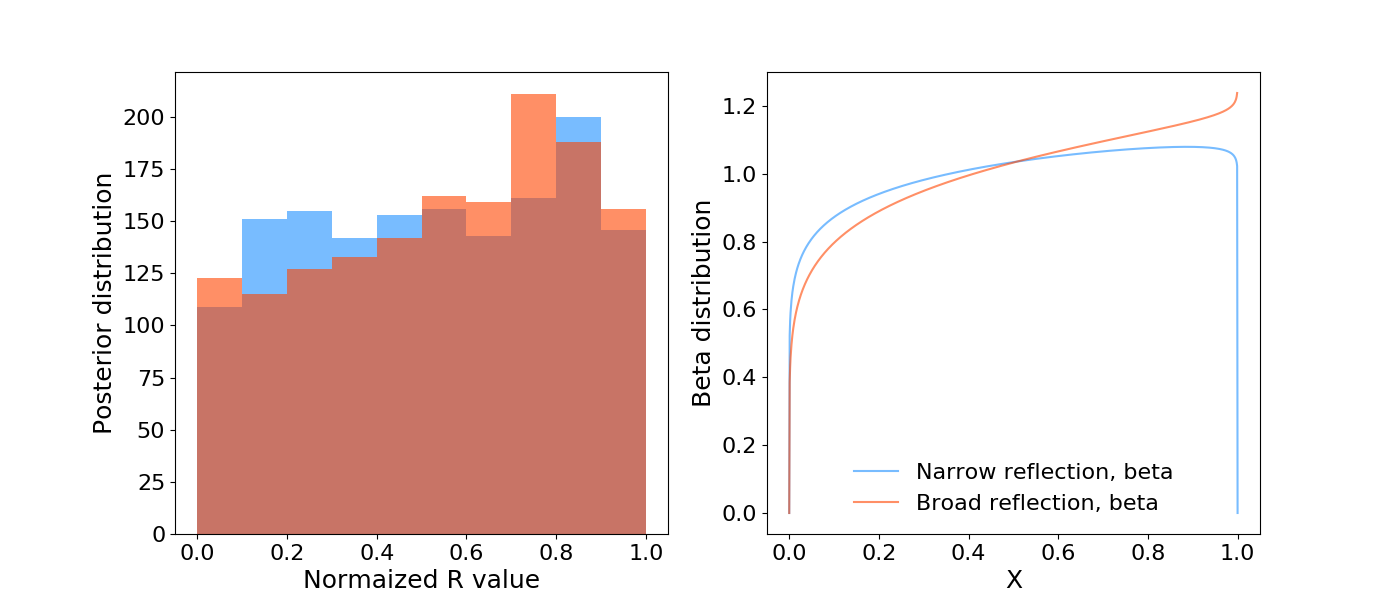 Posterior distribution
200
175
150
125
100
75
50
25
0
0.0 0.2 0.4 0.6 0.8 1.0
Normaized R value
Beta distribution
1.2
1.0
0.8
0.6
0.4
0.2
0.0
Narrow reflection, beta
Broad reflection, beta
0.0 0.2 0.4 0.6 0.8 1.0
X